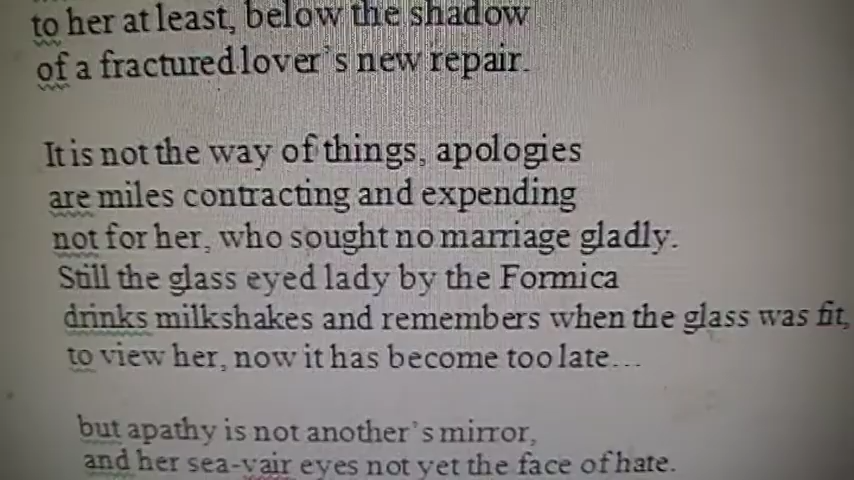 to her at least, below the shadow
of a fractured lover's new repair.
It is not the way of things, apologies
are miles contracting and expending
not for her, who sought no marriage gladly.
Still the glass eyed lady by the Formica
drinks milkshakes and remembers when the glass was fit,
to view her, now it has become too late…
but apathy is not another's mirror,
and her sea-vair eyes not yet the face of hate.